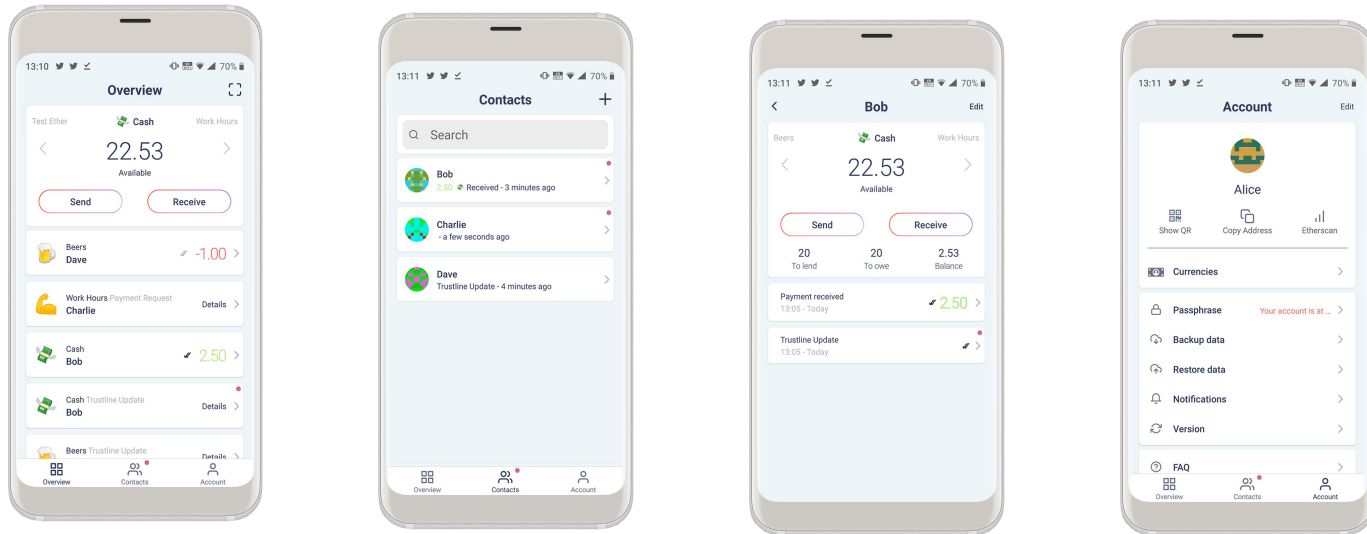 13:10 70%
Overview
Test Ether Cash Work Hours
22.53
Available
Send Receive
Beers
Dave
-1.00
Work Hours Payment Request
Charlie
Details
Cash
Bob
2.50
Cash Trustline Update
Bob
Details
Beers Trustline Update
Details
Overview Contacts Account
13:11 70%
Contacts
Search
Bob
2.50 Received - 3 minutes ago
Charlie
- a few seconds ago
Dave
Trustline Update - 4 minutes ago
Overview Contacts Account
13:11 70%
Bob Edit
Beers Cash Work Hours
22.53
Available
Send Receive
20 20 2.53
To lend To owe Balance
Payment received
13:05 - Today
2.50
Trustline Update
13:05 - Today
13:11 70%
Account Edit
Alice
Show QR Copy Address Etherscan
Currencies
Passphrase Your account is at ...
Backup data
Restore data
Notifications
Version
FAQ
Overview Contacts Account